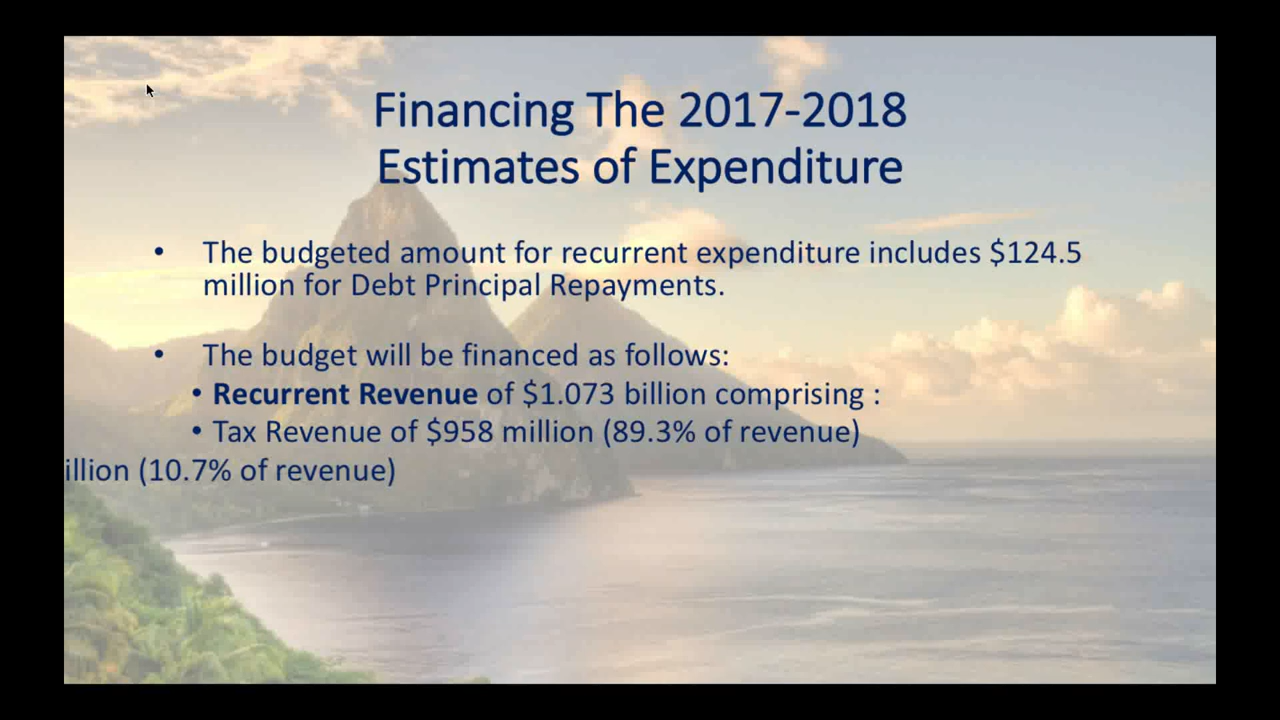 Financing The 2017-2018
Estimates of Expenditure
• The budgeted amount for recurrent expenditure includes $124.5
million for Debt Principal Repayments.
• The budget will be financed as follows:
• Recurrent Revenue of $1.073 billion comprising :
• Tax Revenue of $958 million (89.3% of revenue)
illion (10.7% of revenue)